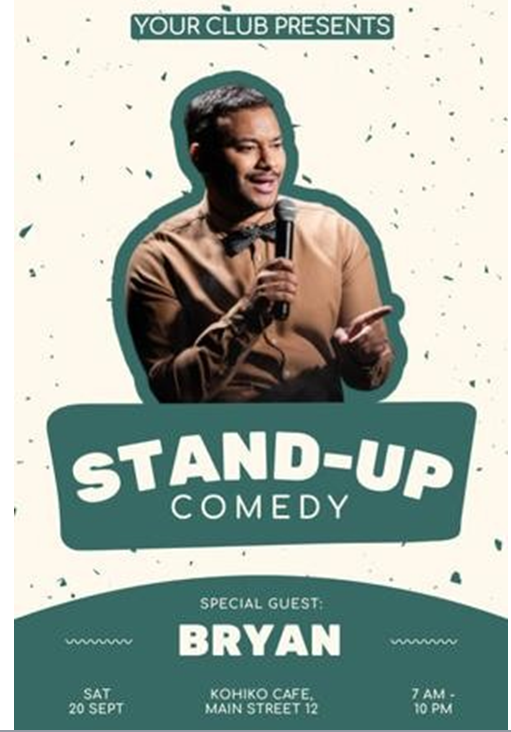 YOUR CLUB PRESENTS
STAND-UP
COMEDY
SPECIAL GUEST:
BRYAN
SAT
20 SEPT
KOHIKO CAFE,
MAIN STREET 12
7 AM -
10 PM